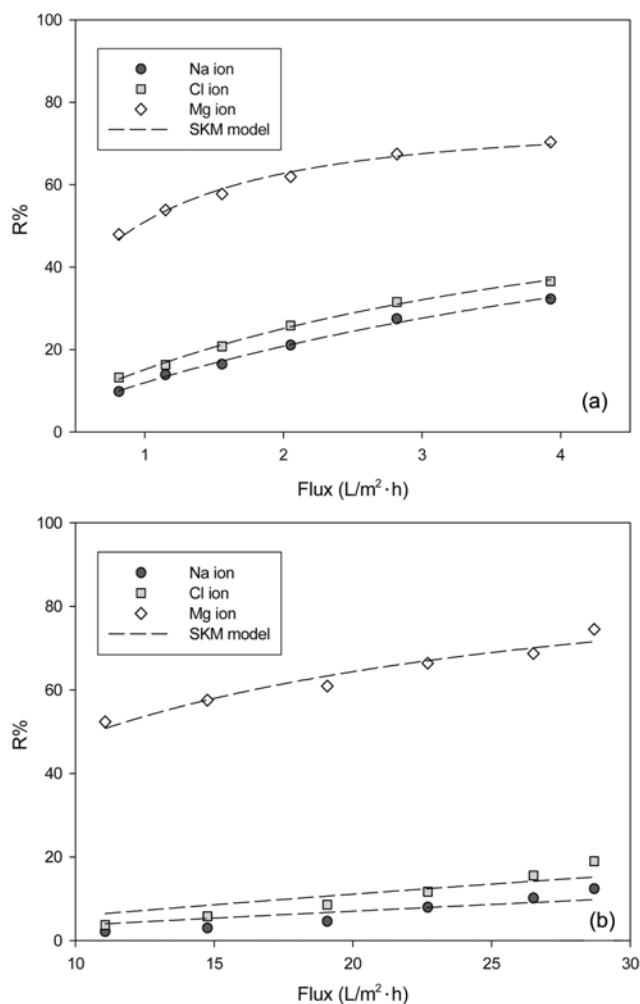 100
80
60
40
20
0
R%
Na ion
Cl ion
Mg ion
SKM model
(a)
1 2 3 4
Flux (L/m²·h)
100
80
60
40
20
0
R%
Na ion
Cl ion
Mg ion
SKM model
(b)
10 15 20 25 30
Flux (L/m²·h)